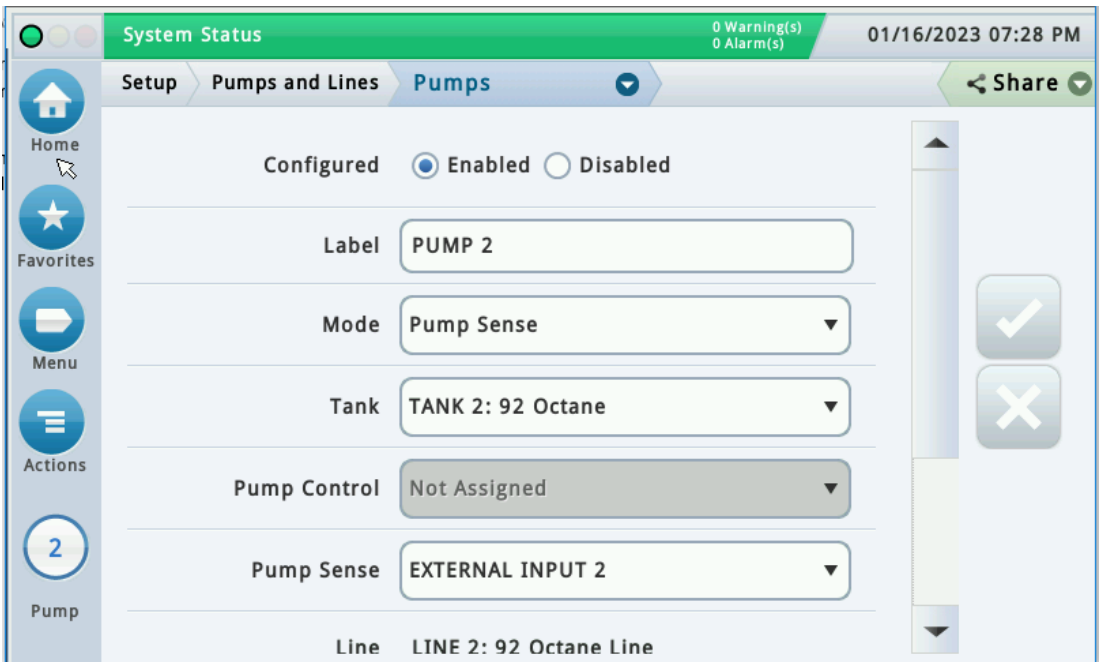 System Status
0 Warning(s)
0 Alarm(s)
01/16/2023 07:28 PM
Setup
Pumps and Lines
Pumps
Share
Home
Favorites
Menu
Actions
2
Pump
Configured Enabled Disabled
Label PUMP 2
Mode Pump Sense
Tank TANK 2: 92 Octane
Pump Control Not Assigned
Pump Sense EXTERNAL INPUT 2
Line LINE 2: 92 Octane Line